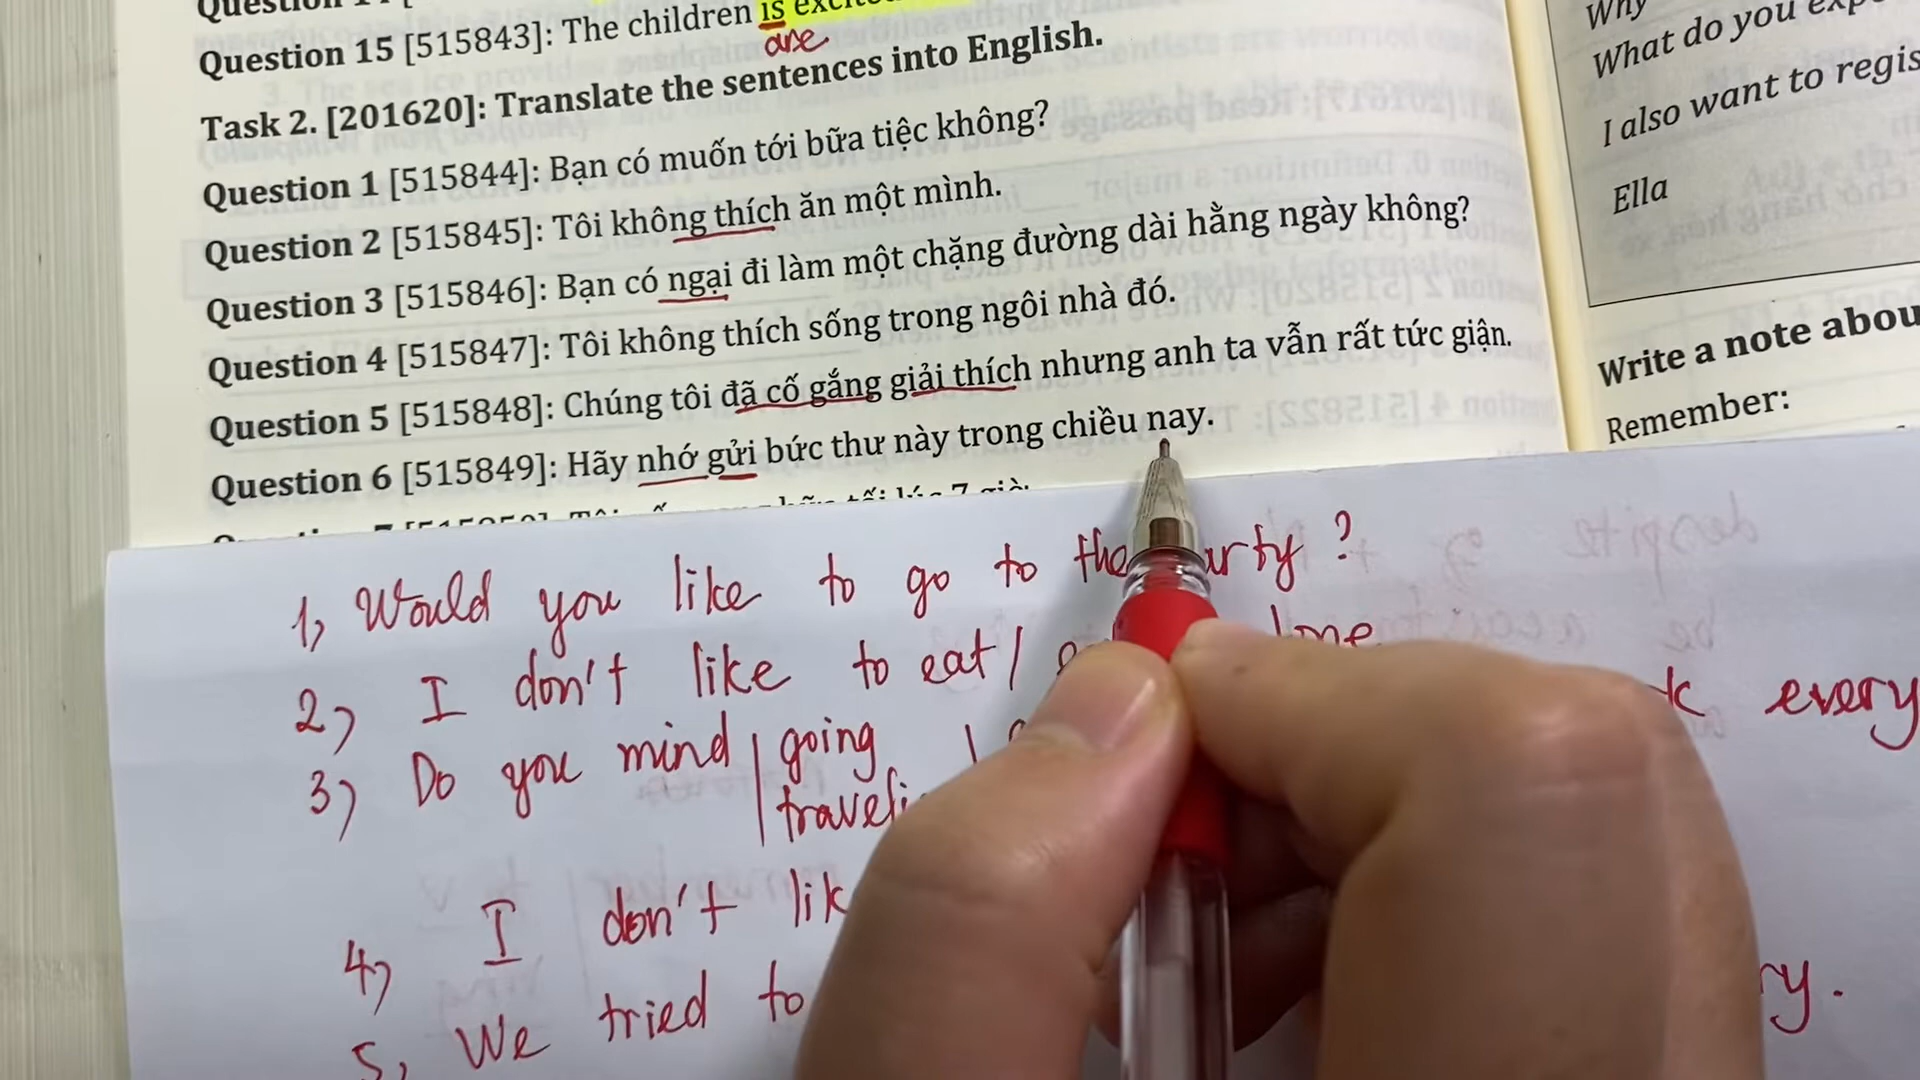 Question 15 [515843]: The children is
are
Task 2. [201620]: Translate the sentences into English.
Question 1 [515844]: Bạn có muốn tới bữa tiệc không?
Question 2 [515845]: Tôi không thích ăn một mình.
Question 3 [515846]: Bạn có ngại đi làm một chặng đường dài hằng ngày không?
Question 4 [515847]: Tôi không thích sống trong ngôi nhà đó.
Question 5 [515848]: Chúng tôi đã cố gắng giải thích nhưng anh ta vẫn rất tức giận.
Question 6 [515849]: Hãy nhớ gửi bức thư này trong chiều nay.
Why
What do you
I also want to
Ella
Write a note
Remember:
1, Would you like to go to the ? 
2, I don't like to eat /
3, Do you mind going every
4, I don't
5, We tried to